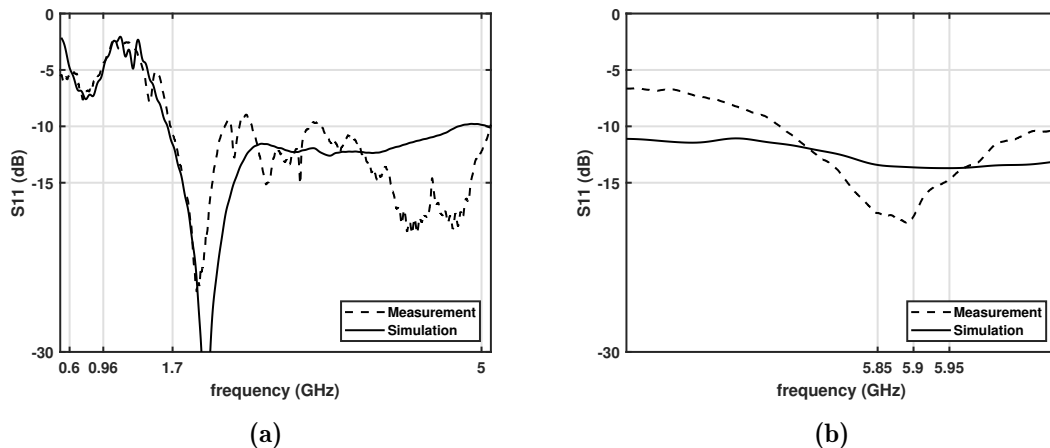 0
-5
-10
-15
-30
S11 (dB)
0.6 0.96 1.7 5
frequency (GHz)
Measurement
Simulation
(a)
0
-5
-10
-15
-30
S11 (dB)
5.85 5.9 5.95
frequency (GHz)
Measurement
Simulation
(b)